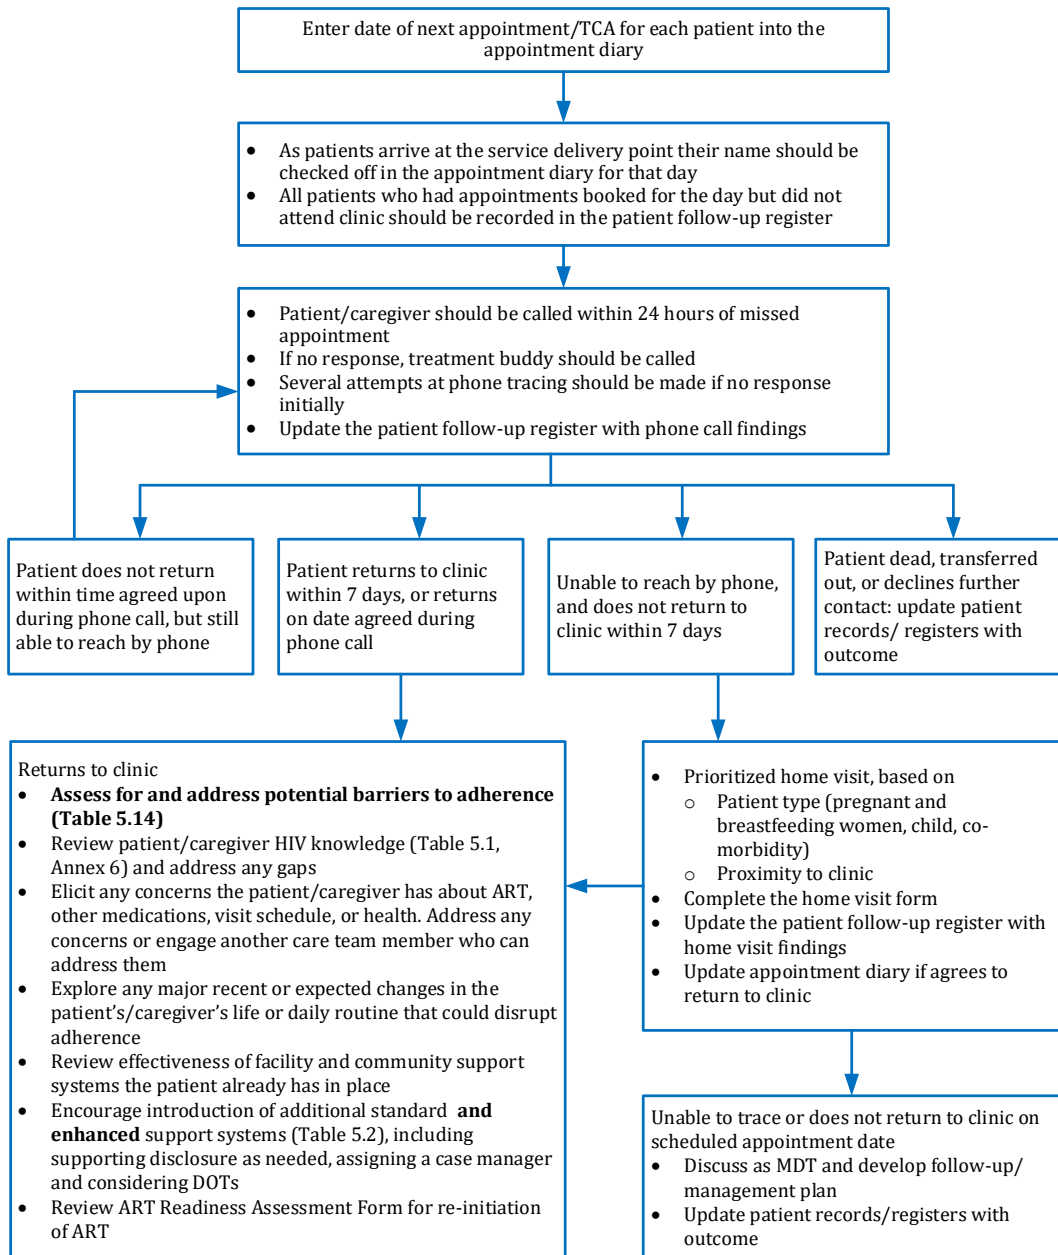 Enter date of next appointment/TCA for each patient into the
appointment diary
• As patients arrive at the service delivery point their name should be
checked off in the appointment diary for that day
• All patients who had appointments booked for the day but did not
attend clinic should be recorded in the patient follow-up register
• Patient/caregiver should be called within 24 hours of missed
appointment
• If no response, treatment buddy should be called
• Several attempts at phone tracing should be made if no response
initially
• Update the patient follow-up register with phone call findings
Patient does not return
within time agreed upon
during phone call, but still
able to reach by phone
Patient returns to clinic
within 7 days, or returns
on date agreed during
phone call
Unable to reach by phone,
and does not return to
clinic within 7 days
Patient dead, transferred
out, or declines further
contact: update patient
records/ registers with
outcome
Returns to clinic
• Assess for and address potential barriers to adherence
(Table 5.14)
• Review patient/caregiver HIV knowledge (Table 5.1,
Annex 6) and address any gaps
• Elicit any concerns the patient/caregiver has about ART,
other medications, visit schedule, or health. Address any
concerns or engage another care team member who can
address them
• Explore any major recent or expected changes in the
patient's/caregiver's life or daily routine that could disrupt
adherence
• Review effectiveness of facility and community support
systems the patient already has in place
• Encourage introduction of additional standard and
enhanced support systems (Table 5.2), including
supporting disclosure as needed, assigning a case manager
and considering DOTs
• Review ART Readiness Assessment Form for re-initiation
of ART
• Prioritized home visit, based on
o Patient type (pregnant and
breastfeeding women, child, co-
morbidity)
o Proximity to clinic
• Complete the home visit form
• Update the patient follow-up register with
home visit findings
• Update appointment diary if agrees to
return to clinic
Unable to trace or does not return to clinic on
scheduled appointment date
• Discuss as MDT and develop follow-up/
management plan
• Update patient records/registers with
outcome